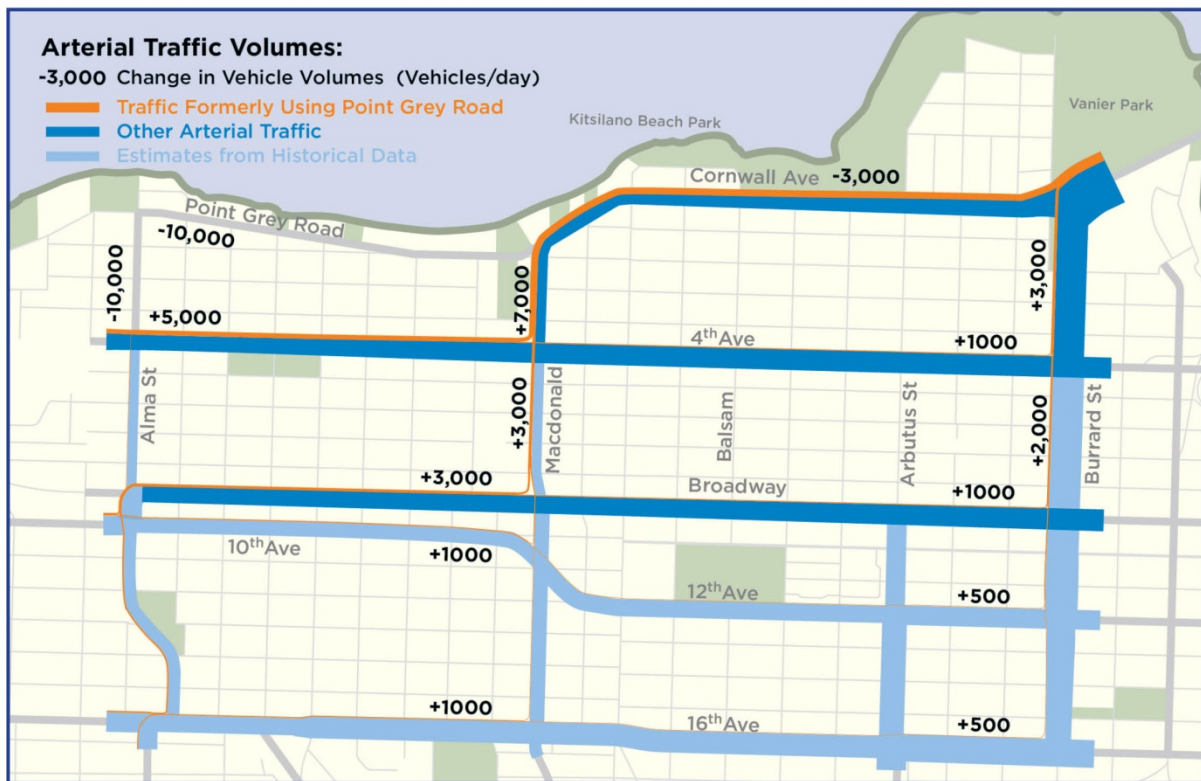 Arterial Traffic Volumes:
-3,000 Change in Vehicle Volumes (Vehicles/day)
Traffic Formerly Using Point Grey Road
Other Arterial Traffic
Estimates from Historical Data
Kitsilano Beach Park
Vanier Park
Cornwall Ave -3,000
Point Grey Road
-10,000
-10,000
+5,000
+7,000
+3,000
4th Ave
+1000
Alma St
+3,000
Macdonald
Balsam
Arbutus St
+2,000
Burrard St
+3,000
Broadway
+1000
10th Ave
+1000
12th Ave
+500
+1000
16th Ave
+500